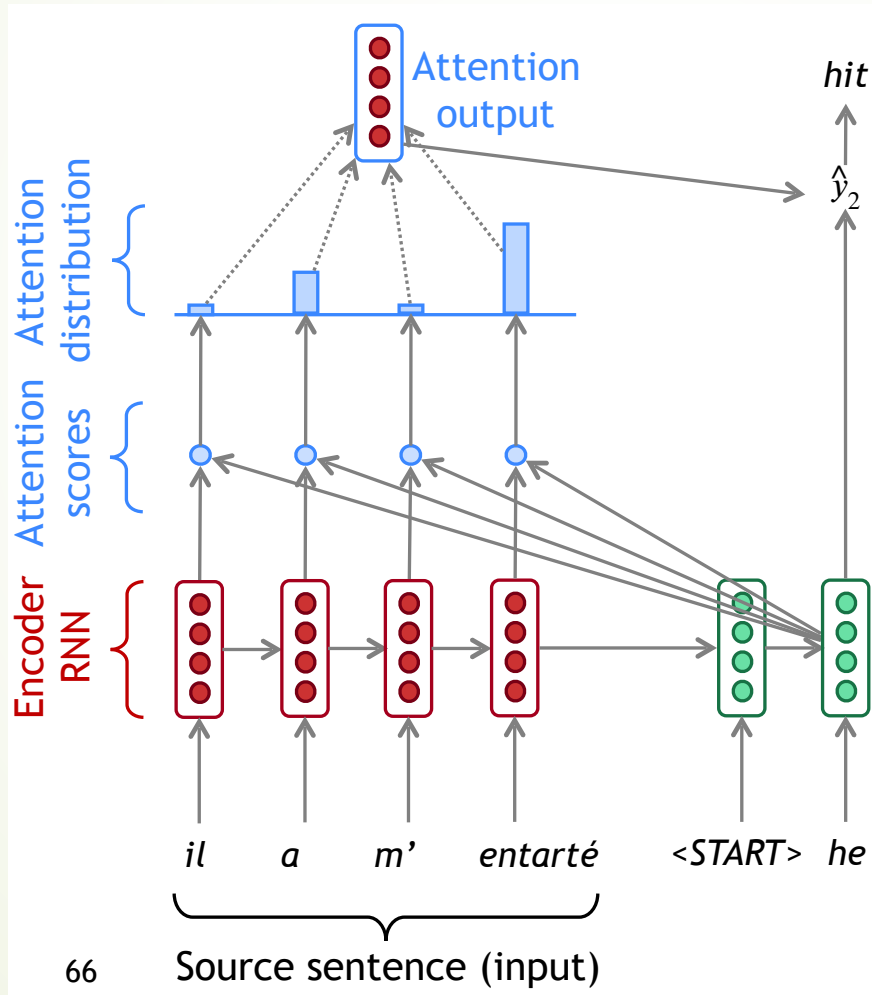 Attention
output
hit
ŷ₂
Attention
distribution
Attention
scores
Encoder
RNN
il a m’ entarté <START> he
Source sentence (input)
66